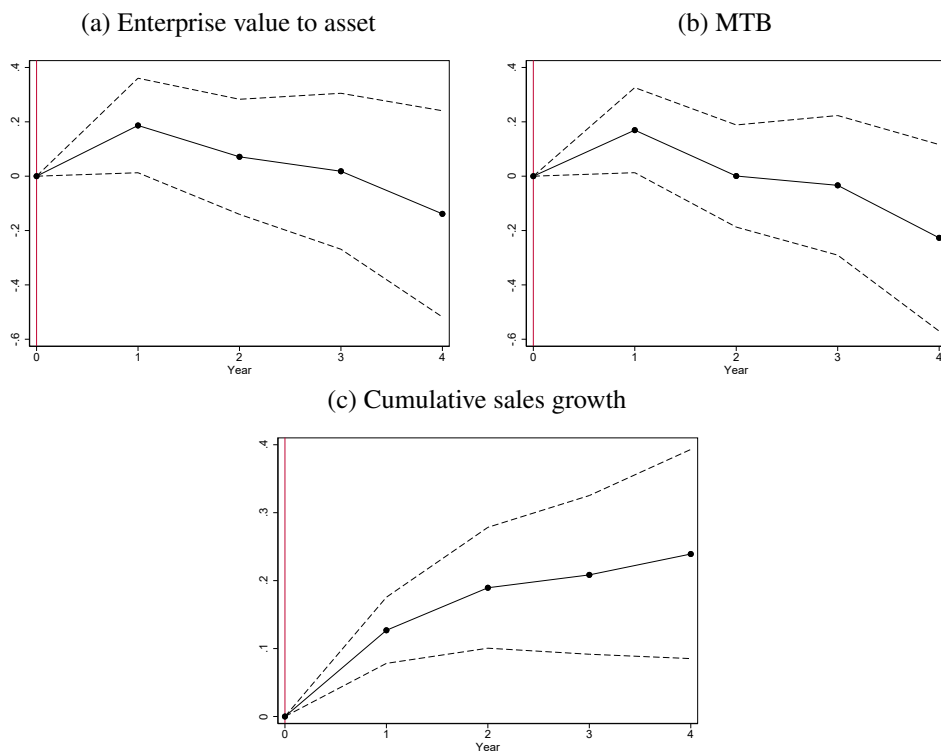 (a) Enterprise value to asset
.4
.2
0
-.2
-.4
-.6
0 1 2 3 4
Year
(b) MTB
.4
.2
0
-.2
-.4
-.6
0 1 2 3 4
Year
(c) Cumulative sales growth
.4
.3
.2
.1
0
0 1 2 3 4
Year